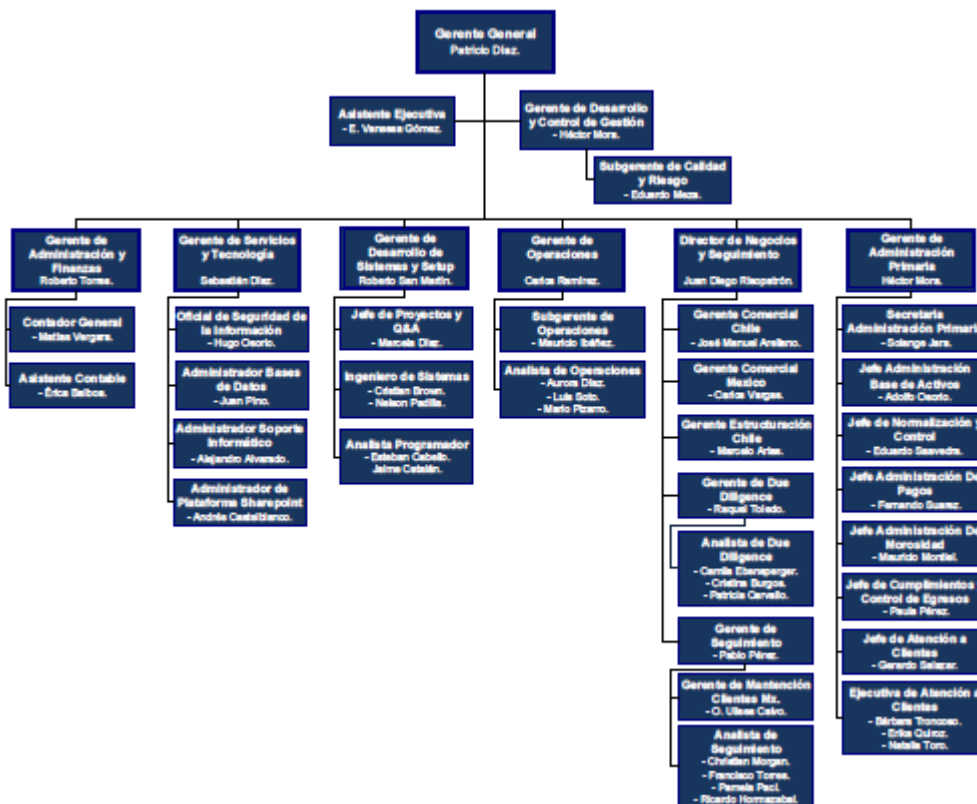 Gerente General
Patricio Díaz.
Asistente Ejecutiva
- E. Vanessa Gómez.
Gerente de Desarrollo
y Control de Gestión
- Héctor Mora.
Subgerente de Calidad
y Riesgo
- Eduardo Meza.
Gerente de
Administración y
Finanzas
Roberto Torres.
Contador General
- Matías Vergara.
Asistente Contable
- Érica Balboa.
Gerente de Servicios
y Tecnología
Sebastián Díaz.
Oficial de Seguridad de
la Información
- Hugo Osorio.
Administrador Bases
de Datos
- Juan Pino.
Administrador Soporte
Informático
- Alejandro Alvarado.
Administrador de
Plataforma Sharepoint
- Andrés Castelblanco.
Gerente de
Desarrollo de
Sistemas y Setup
Roberto San Martín.
Jefe de Proyectos y
Q&A
- Marcela Díaz.
Ingeniero de Sistemas
- Cristian Brown.
- Nelson Padilla.
Analista Programador
- Esteban Cabello.
Jaime Catalán.
Gerente de
Operaciones
Carlos Ramírez.
Subgerente de
Operaciones
- Mauricio Ibáñez.
Analista de Operaciones
- Aurora Díaz.
- Luis Soto.
- Mario Pizarro.
Director de Negocios
y Seguimiento
Juan Diego Risopatrón.
Gerente Comercial
Chile
- José Manuel Arellano.
Gerente Comercial
Mexico
- Carlos Vargas.
Gerente Estructuración
Chile
- Marcelo Arias.
Gerente de Due
Diligence
- Raquel Toledo.
Analista de Due
Diligence
- Camila Ebensperger.
- Cristina Burgos.
- Patricia Carvallo.
Gerente de
Seguimiento
- Pablo Pérez.
Gerente de Mantención
Clientes Mx.
- O. Ulises Calvo.
Analista de
Seguimiento
- Christian Morgan.
- Francisco Torres.
- Pamela Paci.
- Ricardo Hormazabal.
Gerente de
Administración
Primaria
Héctor Mora.
Secretaria
Administración Primaria
- Solange Jara.
Jefe Administración
Base de Activos
- Adolfo Osorio.
Jefe de Normalización y
Control
- Eduardo Saavedra.
Jefe Administración De
Pagos
- Fernando Suarez.
Jefe Administración De
Morosidad
- Mauricio Montiel.
Jefe de Cumplimientos
Control de Egresos
- Paula Pérez.
Jefe de Atención a
Clientes
- Gerardo Salazar.
Ejecutiva de Atención a
Clientes
- Bárbara Troncoso.
- Erika Quiroz.
- Natalia Toro.